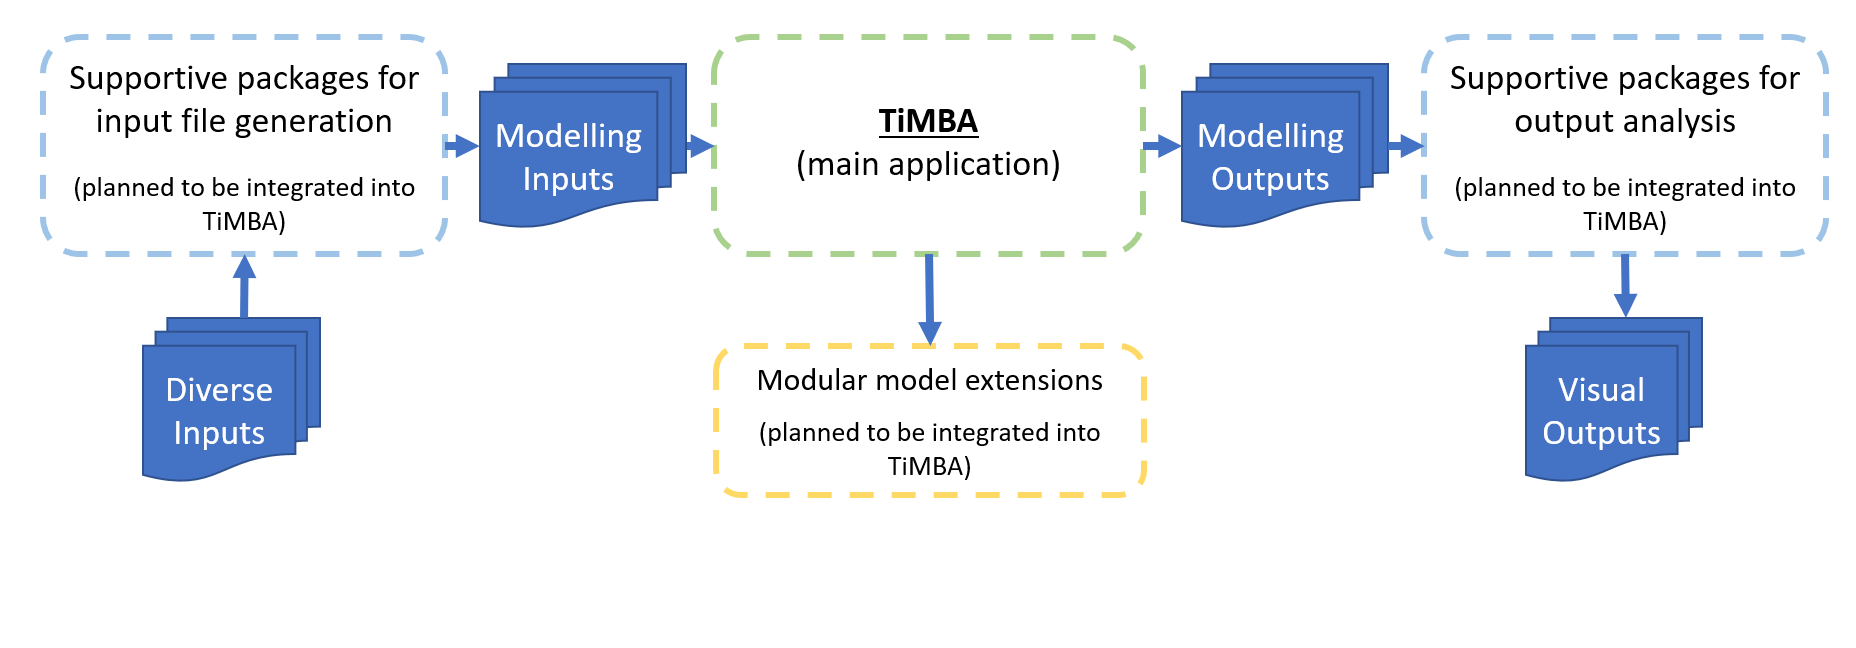 Supportive packages for
input file generation
(planned to be integrated into
TiMBA)
Diverse
Inputs
Modelling
Inputs
TiMBA
(main application)
Modular model extensions
(planned to be integrated into
TiMBA)
Modelling
Outputs
Supportive packages for
output analysis
(planned to be integrated into
TiMBA)
Visual
Outputs